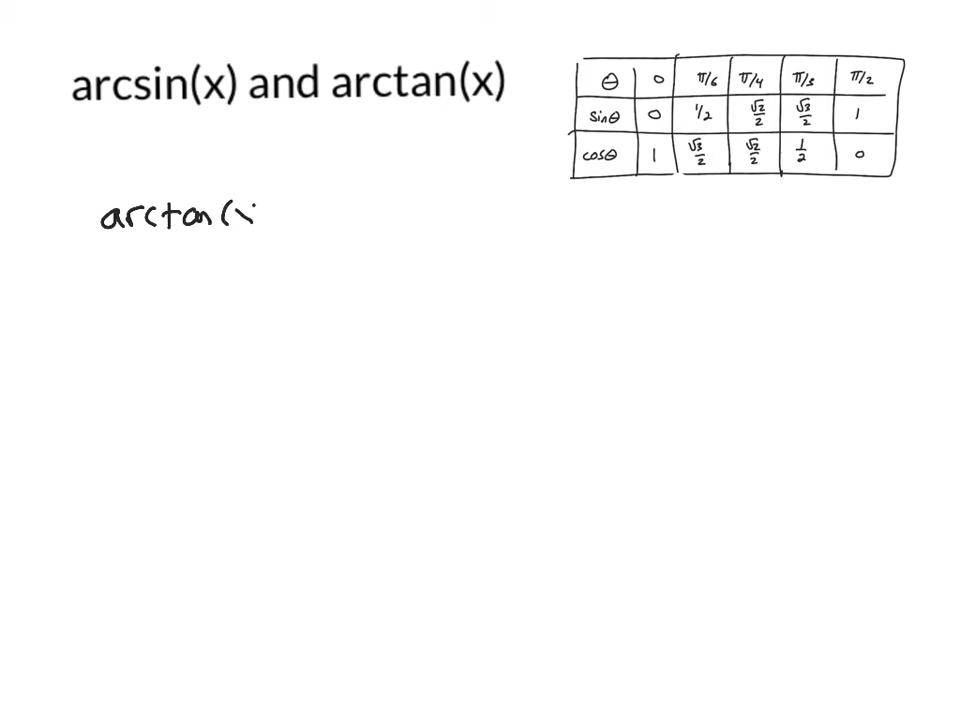 arcsin(x) and arctan(x)
θ 0 π/6 π/4 π/3 π/2
sinθ 0 1/2 √2/2 √3/2 1
cosθ 1 √3/2 √2/2 1/2 0
arctan(x